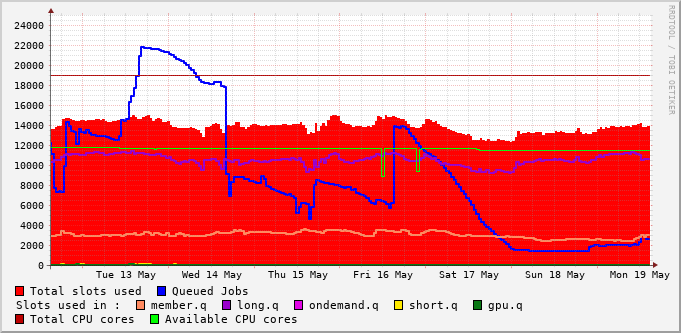 24000
22000
20000
18000
16000
14000
12000
10000
8000
6000
4000
2000
0
Tue 13 May Wed 14 May Thu 15 May Fri 16 May Sat 17 May Sun 18 May Mon 19 May
RRDTOOL / TOBI OETIKER
Total slots used Queued Jobs
Slots used in : member.q long.q ondemand.q short.q gpu.q
Total CPU cores Available CPU cores